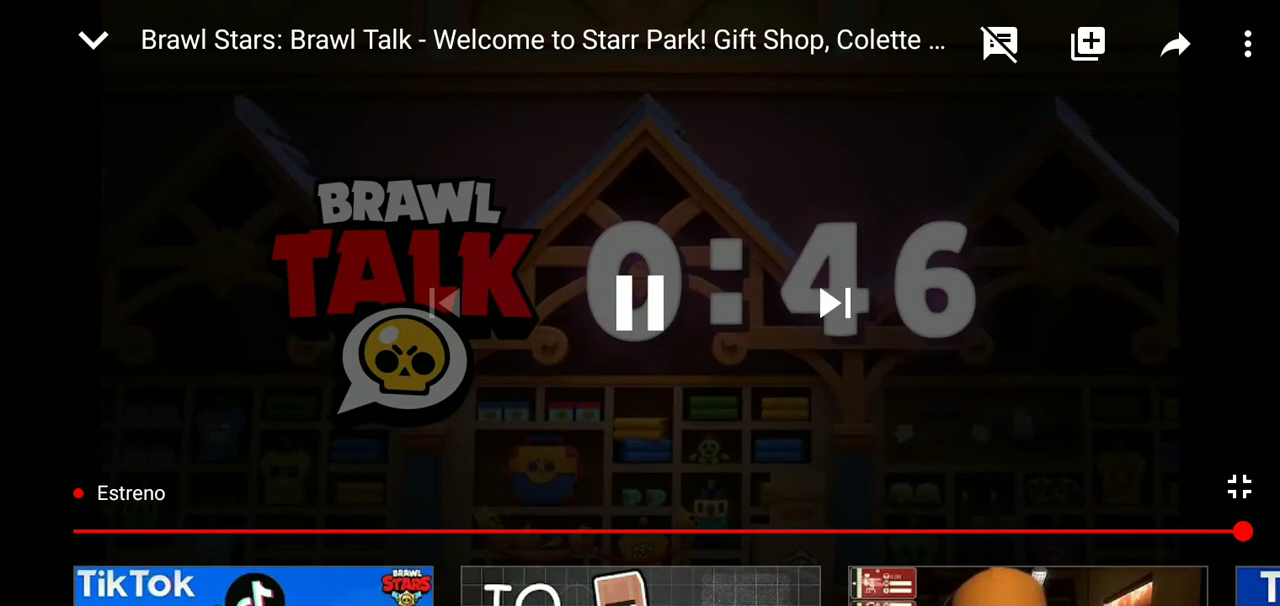 Brawl Stars: Brawl Talk - Welcome to Starr Park! Gift Shop, Colette ...
BRAWL
TALK
0:46
Estreno
TikTok
BRAWL
STARS
TO
T